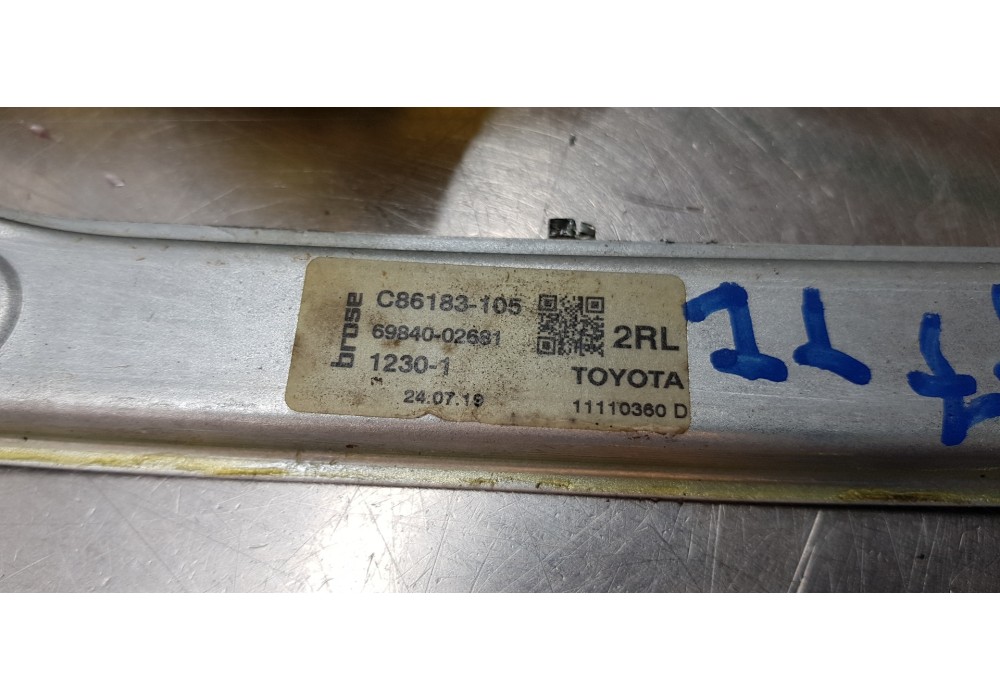 brose
C86183-105
69840-02681
2RL
1230-1
TOYOTA
24.07.19
11110360 D